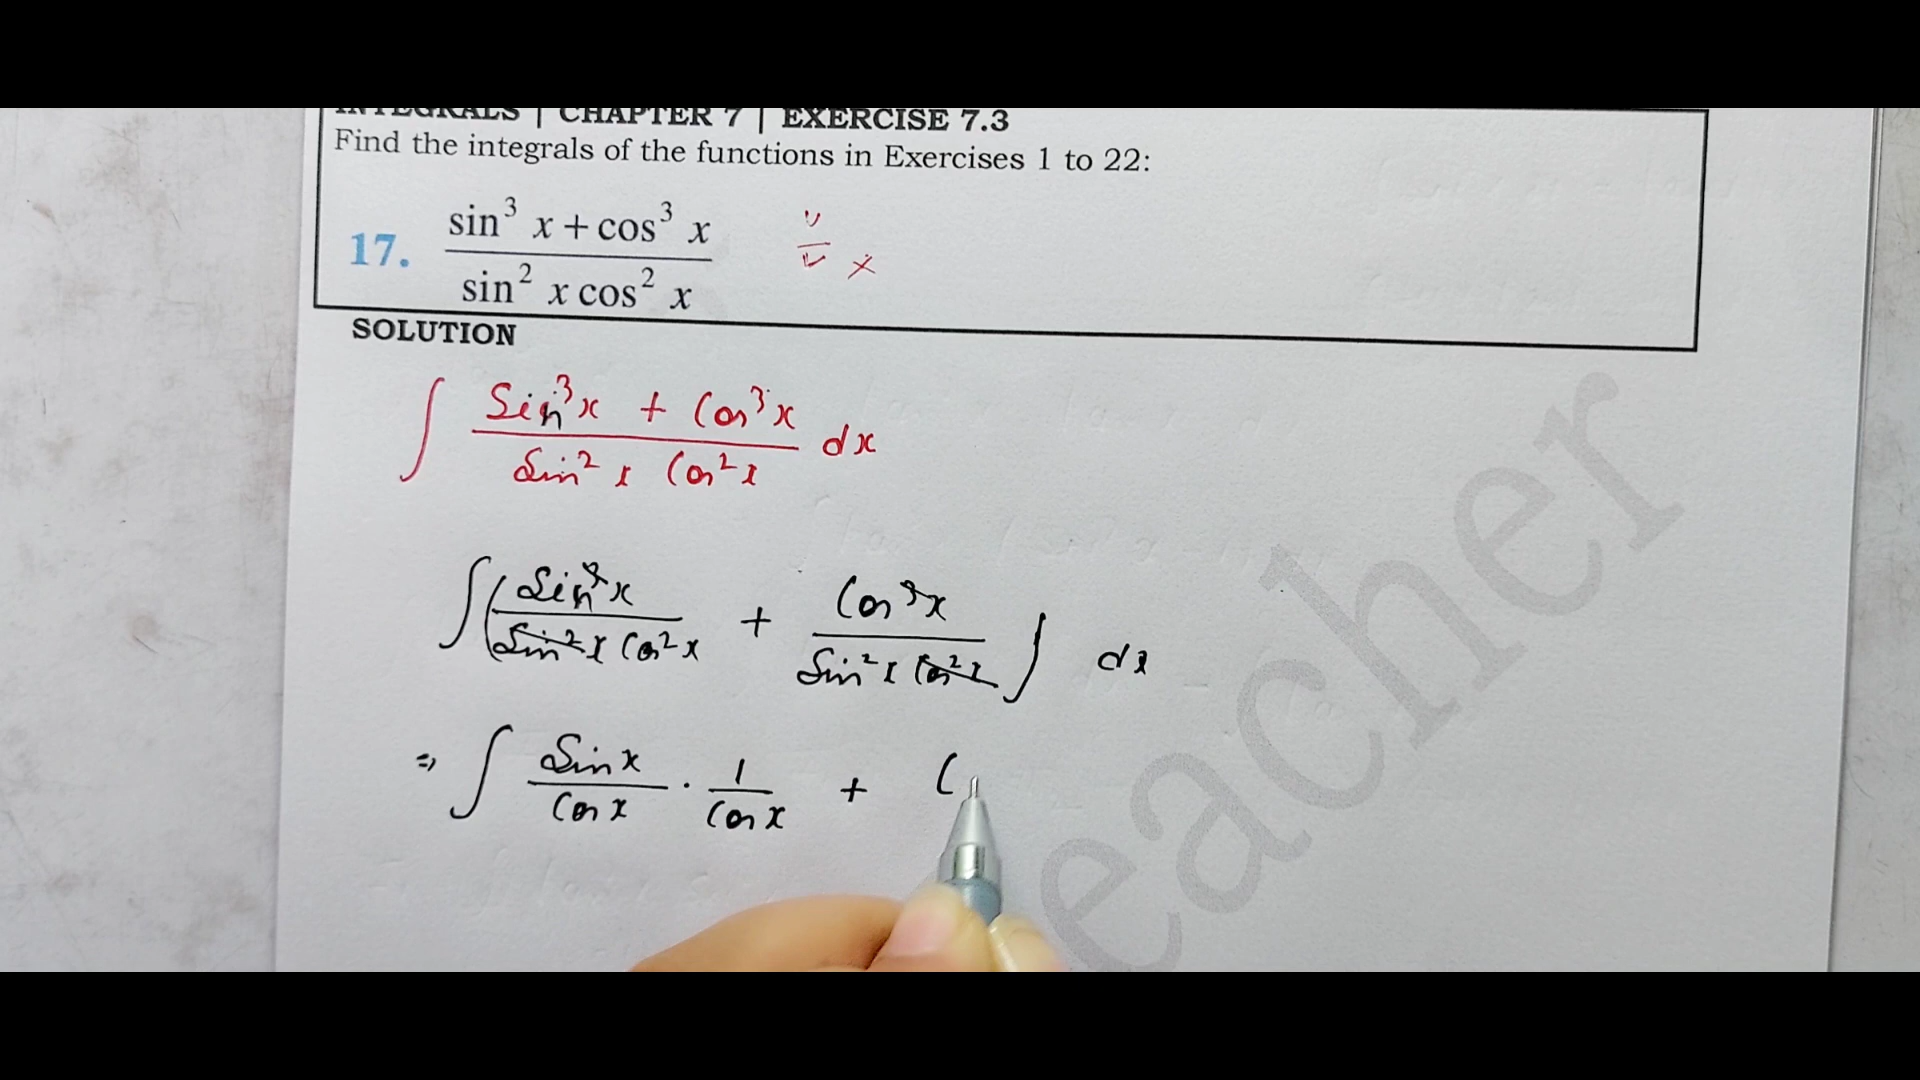 INTEGRALS | CHAPTER 7 | EXERCISE 7.3
Find the integrals of the functions in Exercises 1 to 22:
17. (sin³ x + cos³ x) / (sin² x cos² x) u/v ×
SOLUTION
∫ (Sin³x + Cos³x) / (Sin²x Cos²x) dx
∫ ( Sin³x / (Sin²x Cos²x) + Cos³x / (Sin²x Cos²x) ) dx
⇒ ∫ Sinx / Cosx · 1 / Cosx + (
eacher